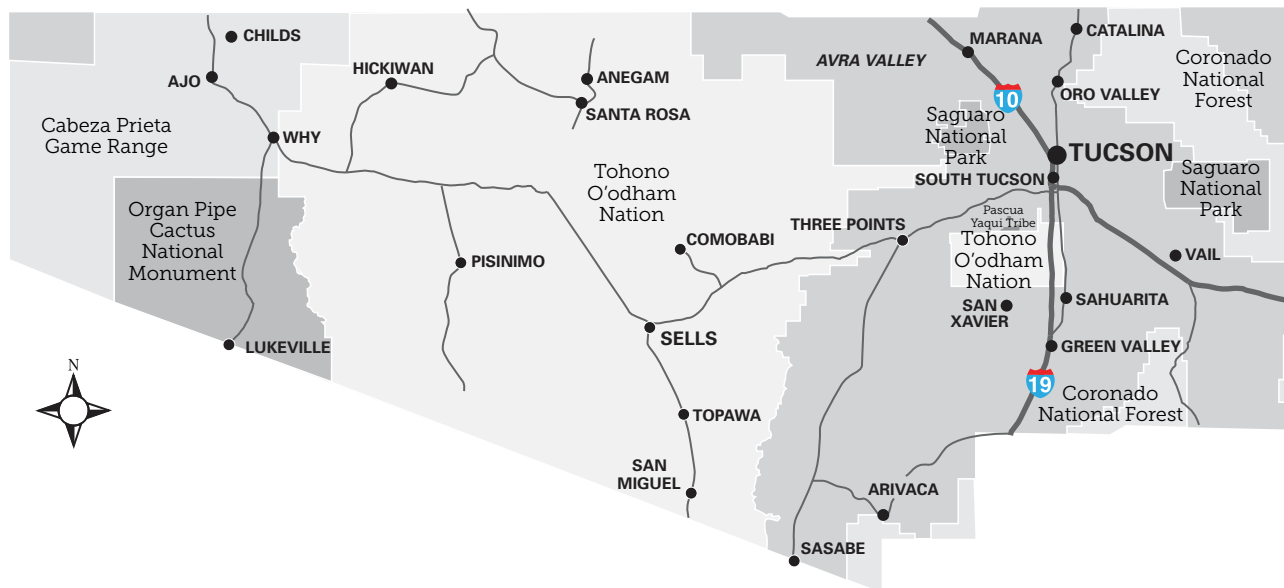 CHILDS
AJO
HICKIWAN
ANEGAM
SANTA ROSA
AVRA VALLEY
MARANA
CATALINA
10
ORO VALLEY
Coronado
National
Forest
Cabeza Prieta
Game Range
WHY
Saguaro
National
Park
TUCSON
SOUTH TUCSON
Saguaro
National
Park
Organ Pipe
Cactus
National
Monument
Tohono
O'odham
Nation
PISINIMO
COMOBABI
THREE POINTS
Pascua
Yaqui Tribe
Tohono
O'odham
Nation
VAIL
SAN
XAVIER
SAHUARITA
LUKEVILLE
SELLS
GREEN VALLEY
19
Coronado
National Forest
N
TOPAWA
SAN
MIGUEL
ARIVACA
SASABE